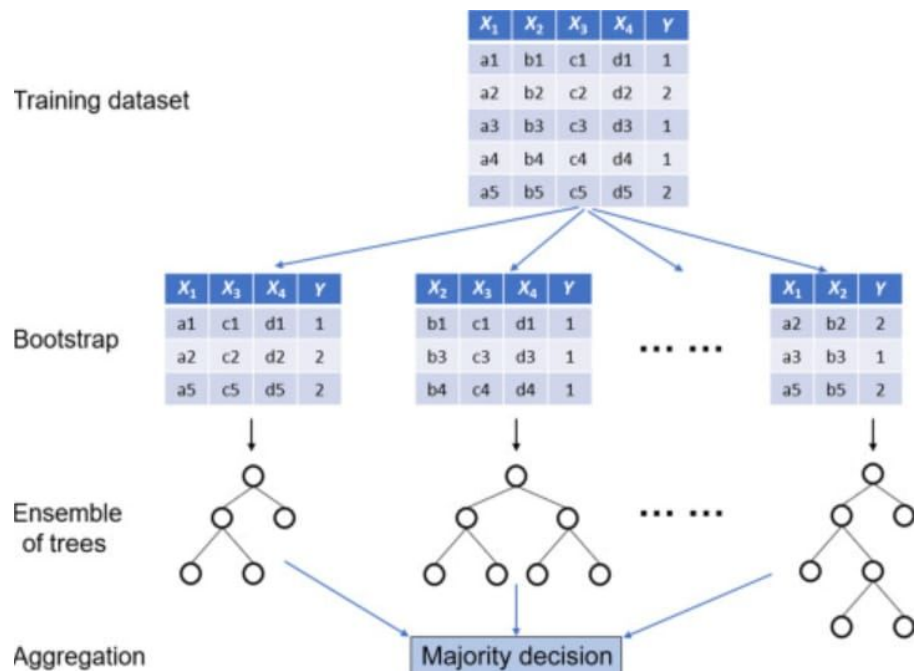 X₁ X₂ X₃ X₄ Y
a1 b1 c1 d1 1
Training dataset
a2 b2 c2 d2 2
a3 b3 c3 d3 1
a4 b4 c4 d4 1
a5 b5 c5 d5 2
X₁ X₃ X₄ Y
a1 c1 d1 1
a2 c2 d2 2
a5 c5 d5 2
X₂ X₃ X₄ Y
b1 c1 d1 1
b3 c3 d3 1
b4 c4 d4 1
... ...
X₁ X₂ Y
a2 b2 2
a3 b3 1
a5 b5 2
Bootstrap
Ensemble
of trees
... ...
Aggregation
Majority decision